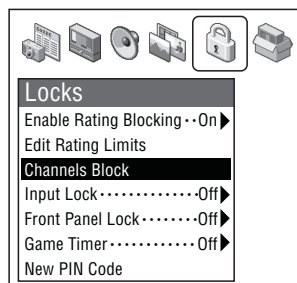 Locks
Enable Rating Blocking··On
Edit Rating Limits
Channels Block
Input Lock··············Off
Front Panel Lock········Off
Game Timer············Off
New PIN Code